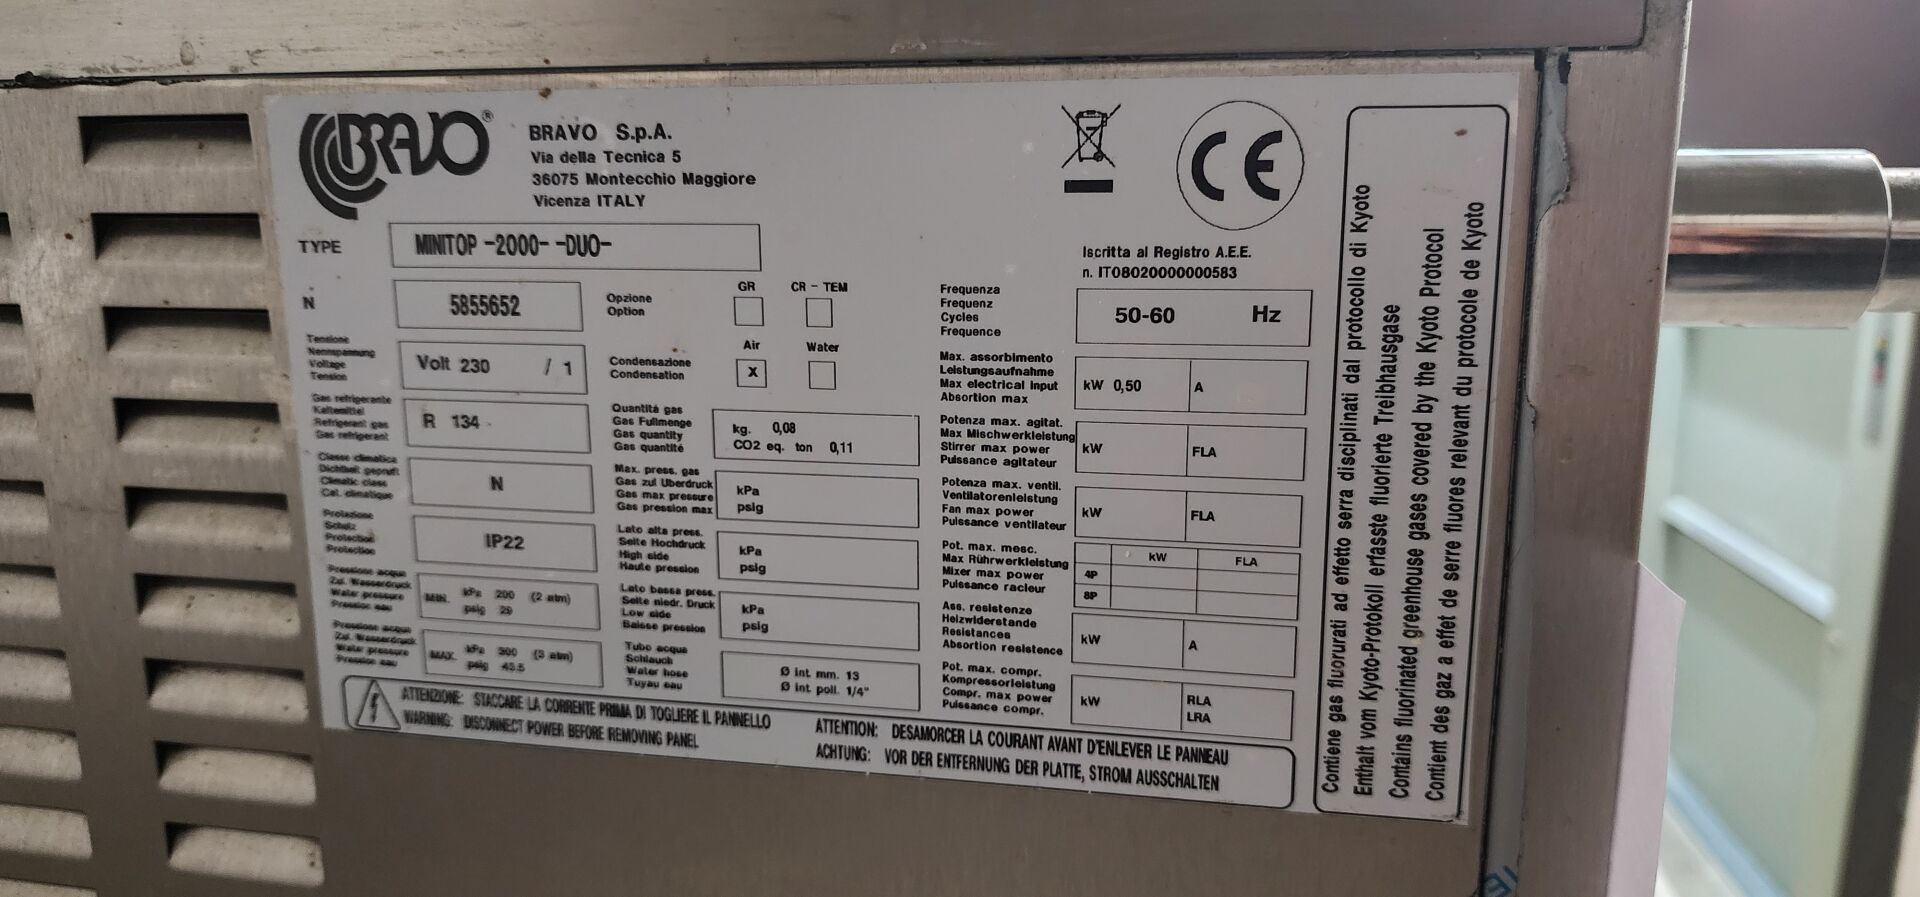 BRAVO®
BRAVO S.p.A.
Via della Tecnica 5
36075 Montecchio Maggiore
Vicenza ITALY
CE
Iscritta al Registro A.E.E.
n. IT08020000000583
TYPE
MINITOP -2000- -DUO-
N
5855652
Tensione
Nennspannung
Voltage
Tension
Volt 230 / 1
Gas refrigerante
Kaltemittel
Refrigerant gas
Gas refrigerant
R 134
Classe climatica
Dichtheit geprueft
Climatic class
Cat. climatique
N
Protezione
Schutz
Protection
Protection
IP22
Pressione acqua
Zul. Wasserdruck
Water pressure
Pression eau
MIN. kPa 200 (2 atm)
psig 29
Pressione acqua
Zul. Wasserdruck
Water pressure
Pression eau
MAX. kPa 300 (3 atm)
psig 43.5
Opzione
Option
GR
CR - TEM
Condensazione
Condensation
Air
X
Water
Quantità gas
Gas Fullmenge
Gas quantity
Gas quantité
kg. 0,08
CO2 eq. ton 0,11
Max. press. gas
Gas zul Uberdruck
Gas max pressure
Gas pression max
kPa
psig
Lato alta press.
Seite Hochdruck
High side
Haute pression
kPa
psig
Lato bassa press.
Seite niedr. Druck
Low side
Baisse pression
kPa
psig
Tubo acqua
Schlauch
Water hose
Tuyau eau
Ø int. mm. 13
Ø int. poll. 1/4"
Frequenza
Frequenz
Cycles
Frequence
50-60 Hz
Max. assorbimento
Leistungsaufnahme
Max electrical input
Absortion max
kW 0,50
A
Potenza max. agitat.
Max Mischwerkleistung
Stirrer max power
Puissance agitateur
kW
FLA
Potenza max. ventil.
Ventilatorenleistung
Fan max power
Puissance ventilateur
kW
FLA
Pot. max. mesc.
Max Rührwerkleistung
Mixer max power
Puissance racleur
kW
FLA
4P
8P
Ass. resistenze
Heizwiderstande
Resistances
Absortion resistence
kW
A
Pot. max. compr.
Kompressorleistung
Compr. max power
Puissance compr.
kW
RLA
LRA
ATTENZIONE: STACCARE LA CORRENTE PRIMA DI TOGLIERE IL PANNELLO
WARNING: DISCONNECT POWER BEFORE REMOVING PANEL
ATTENTION: DESAMORCER LA COURANT AVANT D'ENLEVER LE PANNEAU
ACHTUNG: VOR DER ENTFERNUNG DER PLATTE, STROM AUSSCHALTEN
Contiene gas fluorurati ad effetto serra disciplinati dal protocollo di Kyoto
Enthalt vom Kyoto-Protokoll erfasste fluorierte Treibhausgase
Contains fluorinated greenhouse gases covered by the Kyoto Protocol
Contient des gaz a effet de serre fluores relevant du protocole de Kyoto